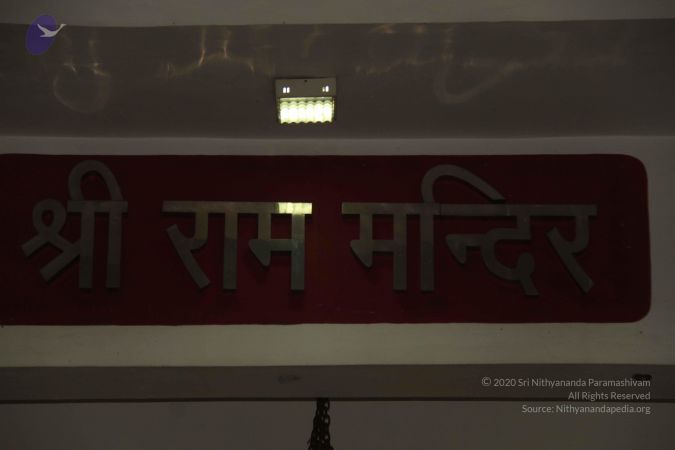 श्री राम मन्दिर
© 2020 Sri Nithyananda Paramashivam
All Rights Reserved
Source: Nithyanandapedia.org